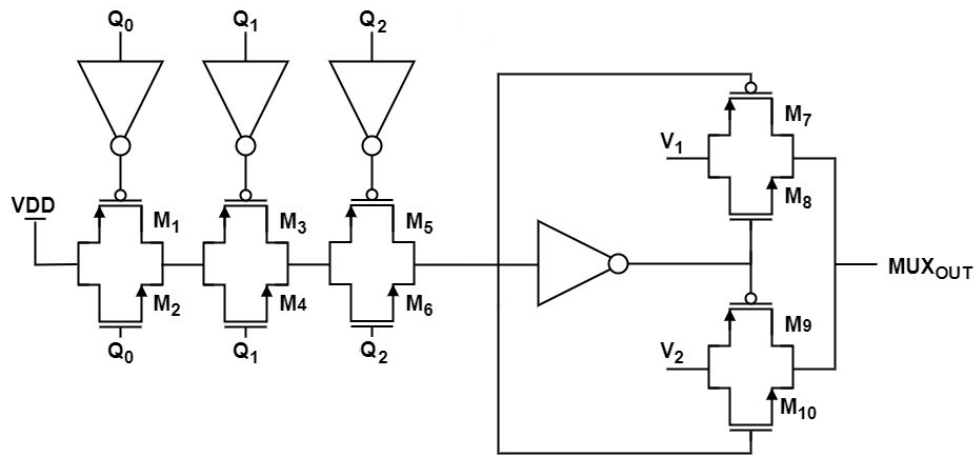 Q₀ Q₁ Q₂
M₇
V₁
M₈
VDD
M₁ M₃ M₅
MUX_OUT
M₂ M₄ M₆
Q₀ Q₁ Q₂
M₉
V₂
M₁₀